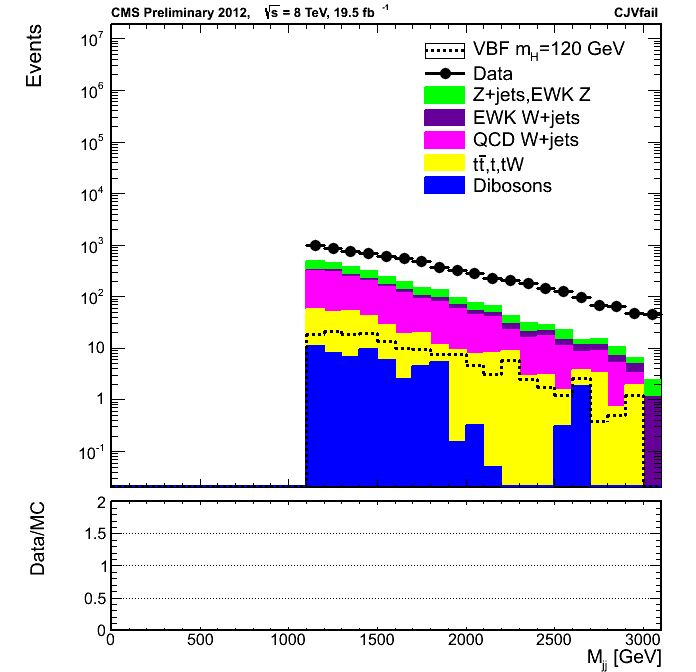 CMS Preliminary 2012, √s = 8 TeV, 19.5 fb⁻¹ CJVfail
Events
VBF m_H=120 GeV
Data
Z+jets,EWK Z
EWK W+jets
QCD W+jets
tt̄,t,tW
Dibosons
10⁷
10⁶
10⁵
10⁴
10³
10²
10
1
10⁻¹
Data/MC
2
1.5
1
0.5
0
0 500 1000 1500 2000 2500 3000
M_jj [GeV]